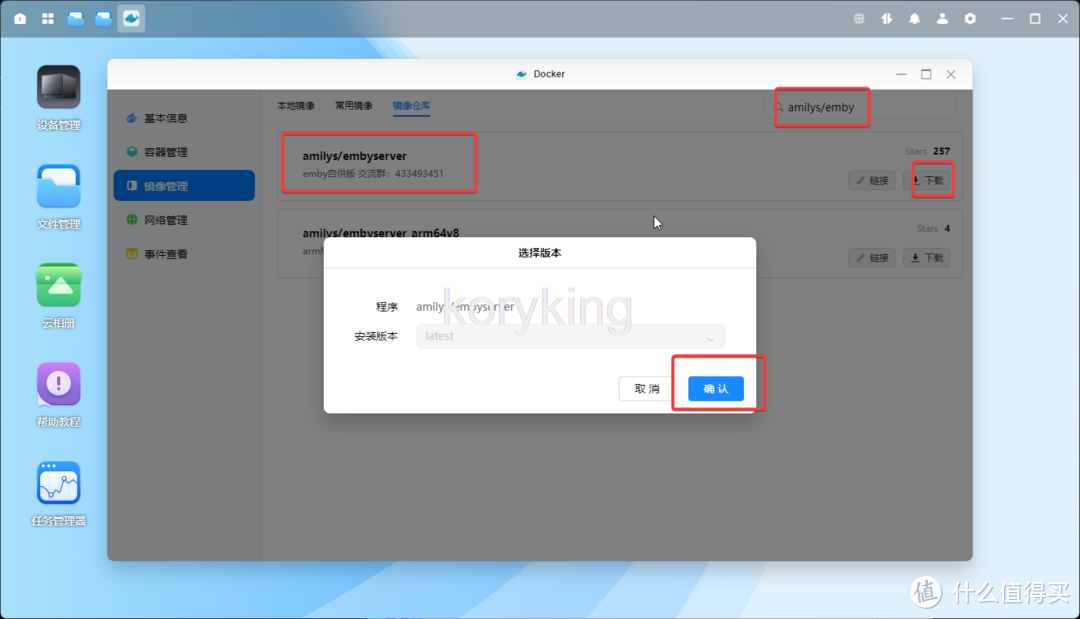 Docker
设备管理
文件管理
云相册
帮助教程
任务管理器
基本信息
容器管理
镜像管理
网络管理
事件查看
本地镜像
常用镜像
镜像仓库
amilys/emby
amilys/embyserver
emby自供版 交流群：433493451
Stars 257
链接
下载
amilys/embyserver_arm64v8
Stars 4
链接
下载
选择版本
程序
amilys/embyserver
koryking
安装版本
latest
取 消
确 认
值 什么值得买